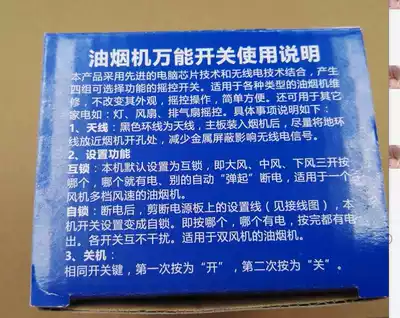 油烟机万能开关使用说明
本产品采用先进的电脑芯片技术和无线电技术结合，产生
四组可选择功能的摇控开关。适用于各种类型的油烟机维
修，不改变其外观，摇控操作，简单方便。还可用于其它
家电如：灯、风扇、排气扇摇控。具体事项说明如下：
1、天线：黑色环线为天线，主板装入烟机后，尽量将地环
线放近烟机开孔处，减少金属屏蔽影响无线电信号。
2、设置功能
互锁：本机默认设置为互锁，即大风、中风、下风三开按
哪个，哪个就有电、别的自动“弹起”断电，适用于一个
风机多档风速的油烟机。
自锁：断电后，剪断电源板上的设置线（见接线图），本
机开关设置变成自锁。即按哪个，哪个有电，按完都有电
出。各开关互不干扰。适用于双风机的油烟机。
3、关机：
相同开关键，第一次按为“开”，第二次按为“关”。